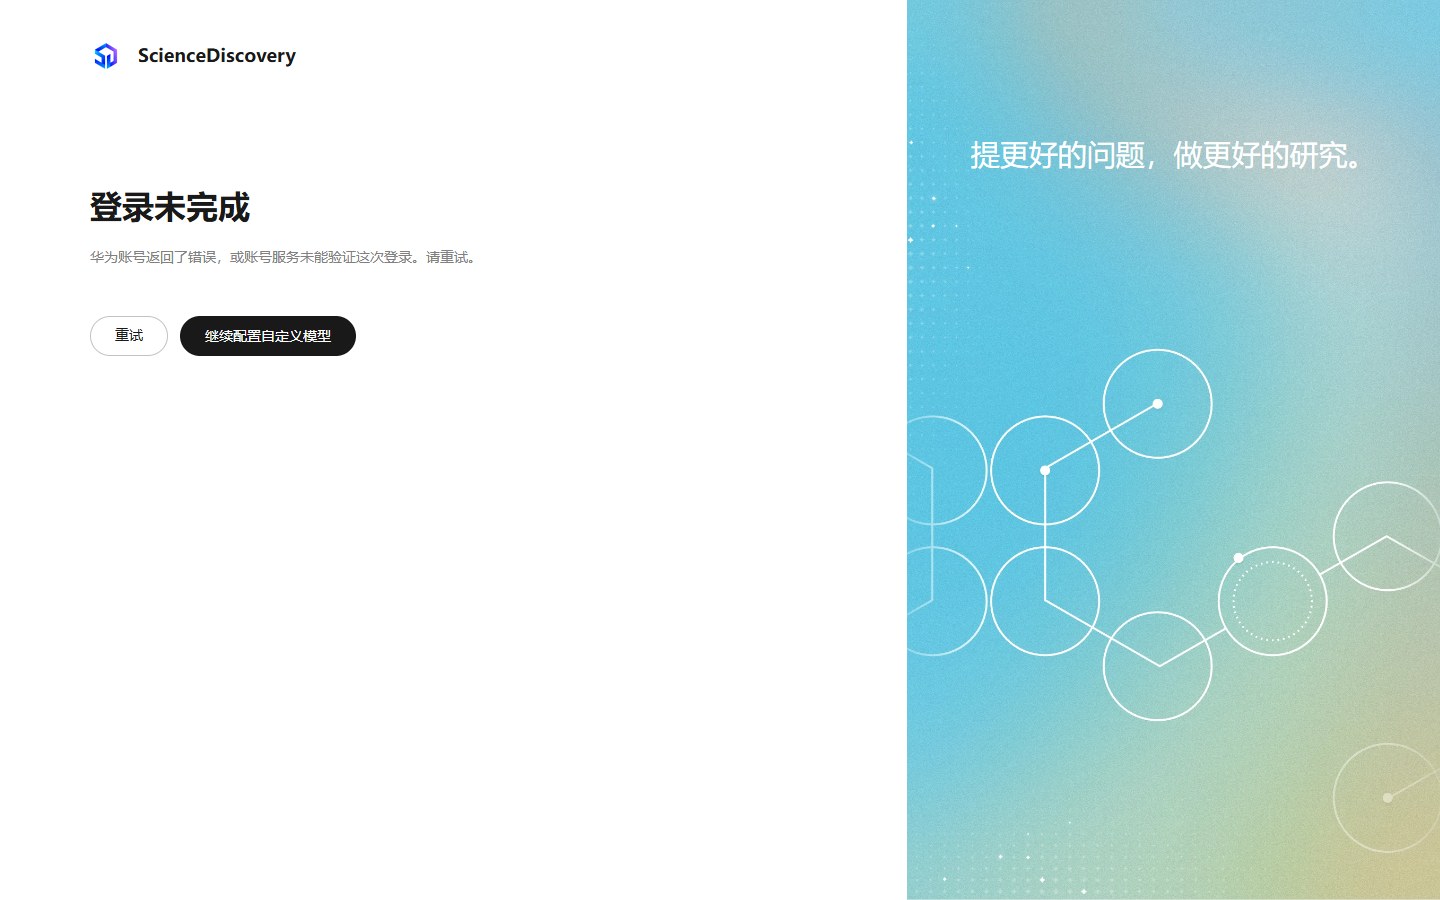 ScienceDiscovery
提更好的问题，做更好的研究。
登录未完成
华为账号返回了错误，或账号服务未能验证这次登录。请重试。
重试
继续配置自定义模型